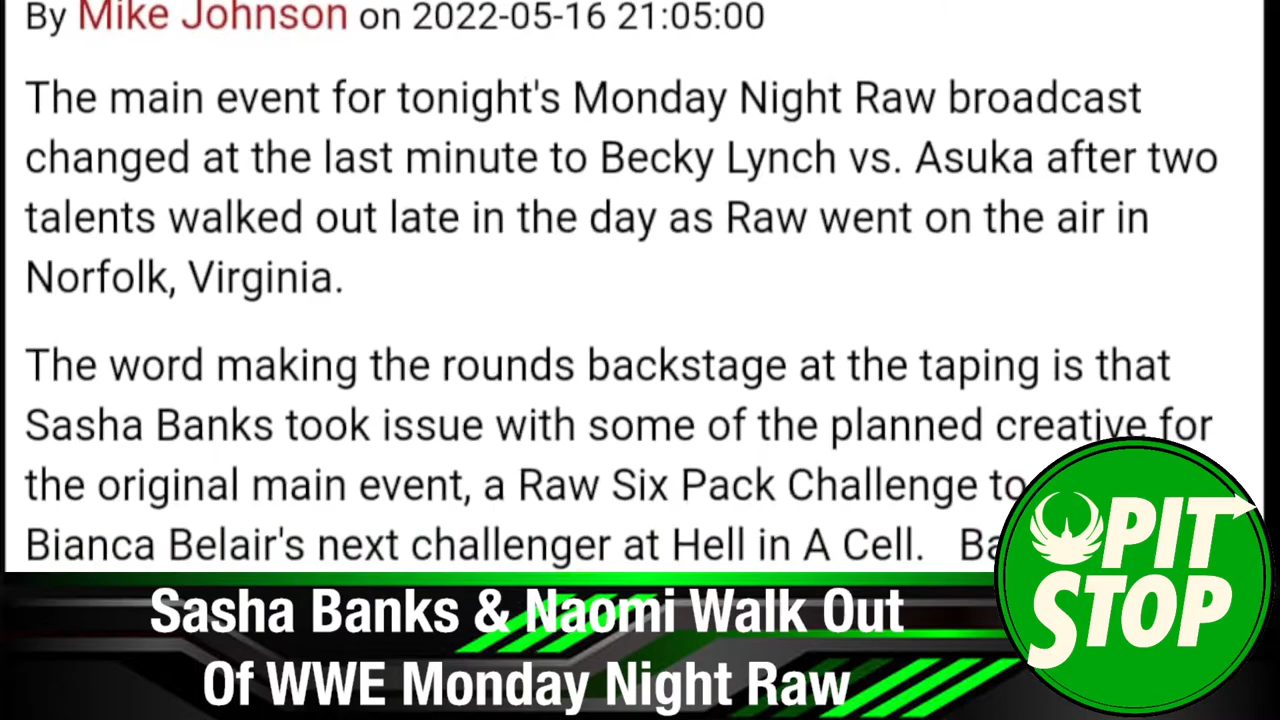 By Mike Johnson on 2022-05-16 21:05:00
The main event for tonight's Monday Night Raw broadcast
changed at the last minute to Becky Lynch vs. Asuka after two
talents walked out late in the day as Raw went on the air in
Norfolk, Virginia.
The word making the rounds backstage at the taping is that
Sasha Banks took issue with some of the planned creative for
the original main event, a Raw Six Pack Challenge to
Bianca Belair's next challenger at Hell in A Cell.
Sasha Banks & Naomi Walk Out
Of WWE Monday Night Raw
PIT
STOP